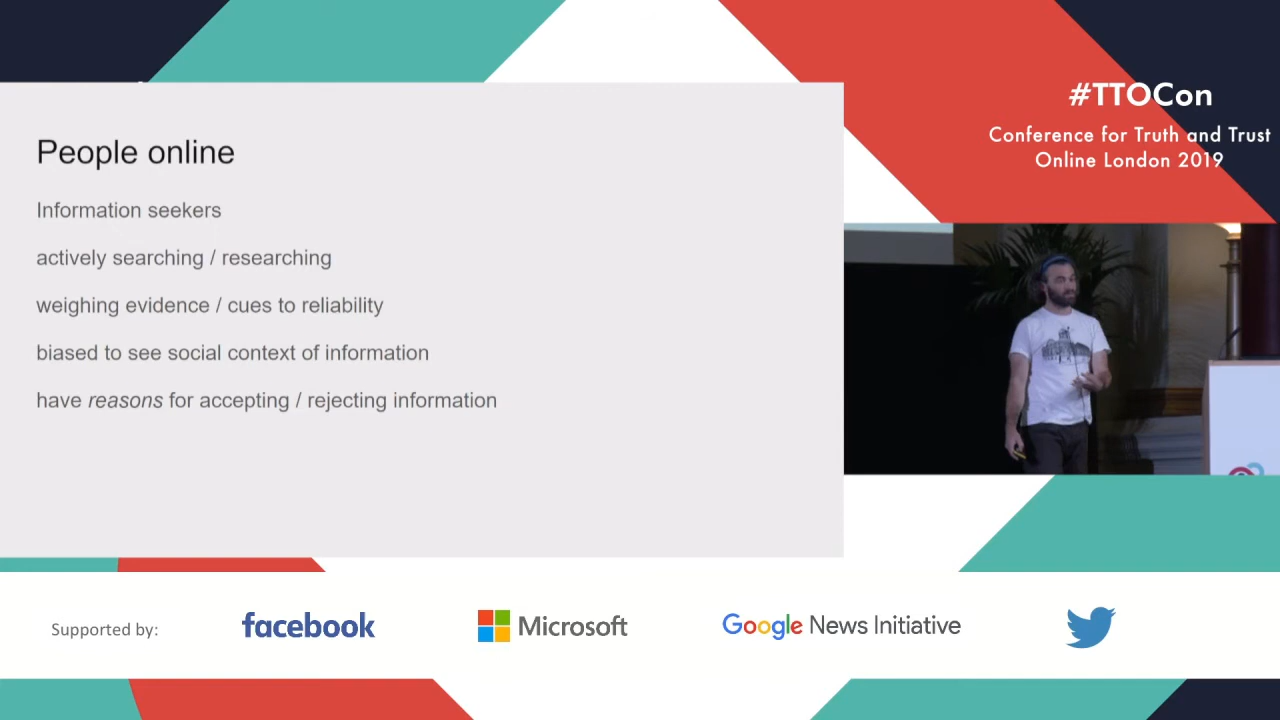 #TTOCon
Conference for Truth and Trust
Online London 2019
People online
Information seekers
actively searching / researching
weighing evidence / cues to reliability
biased to see social context of information
have reasons for accepting / rejecting information
Supported by:
facebook
Microsoft
Google News Initiative